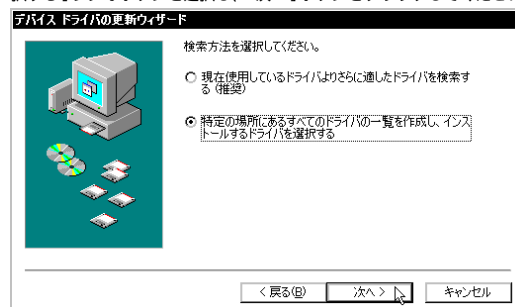 デバイス ドライバの更新ウィザード
検索方法を選択してください。
現在使用しているドライバよりさらに適したドライバを検索す
る (推奨)
特定の場所にあるすべてのドライバの一覧を作成し、インス
トールするドライバを選択する
< 戻る(B)
次へ >
キャンセル